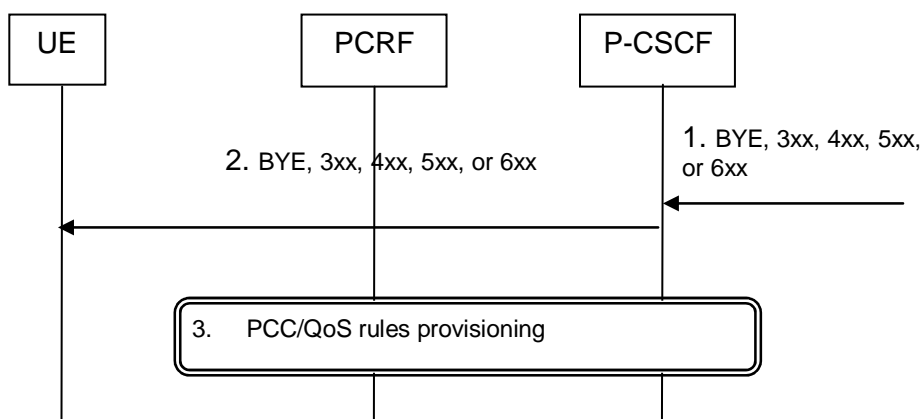 UE
PCRF
P-CSCF
1. BYE, 3xx, 4xx, 5xx,
or 6xx
2. BYE, 3xx, 4xx, 5xx, or 6xx
3. PCC/QoS rules provisioning